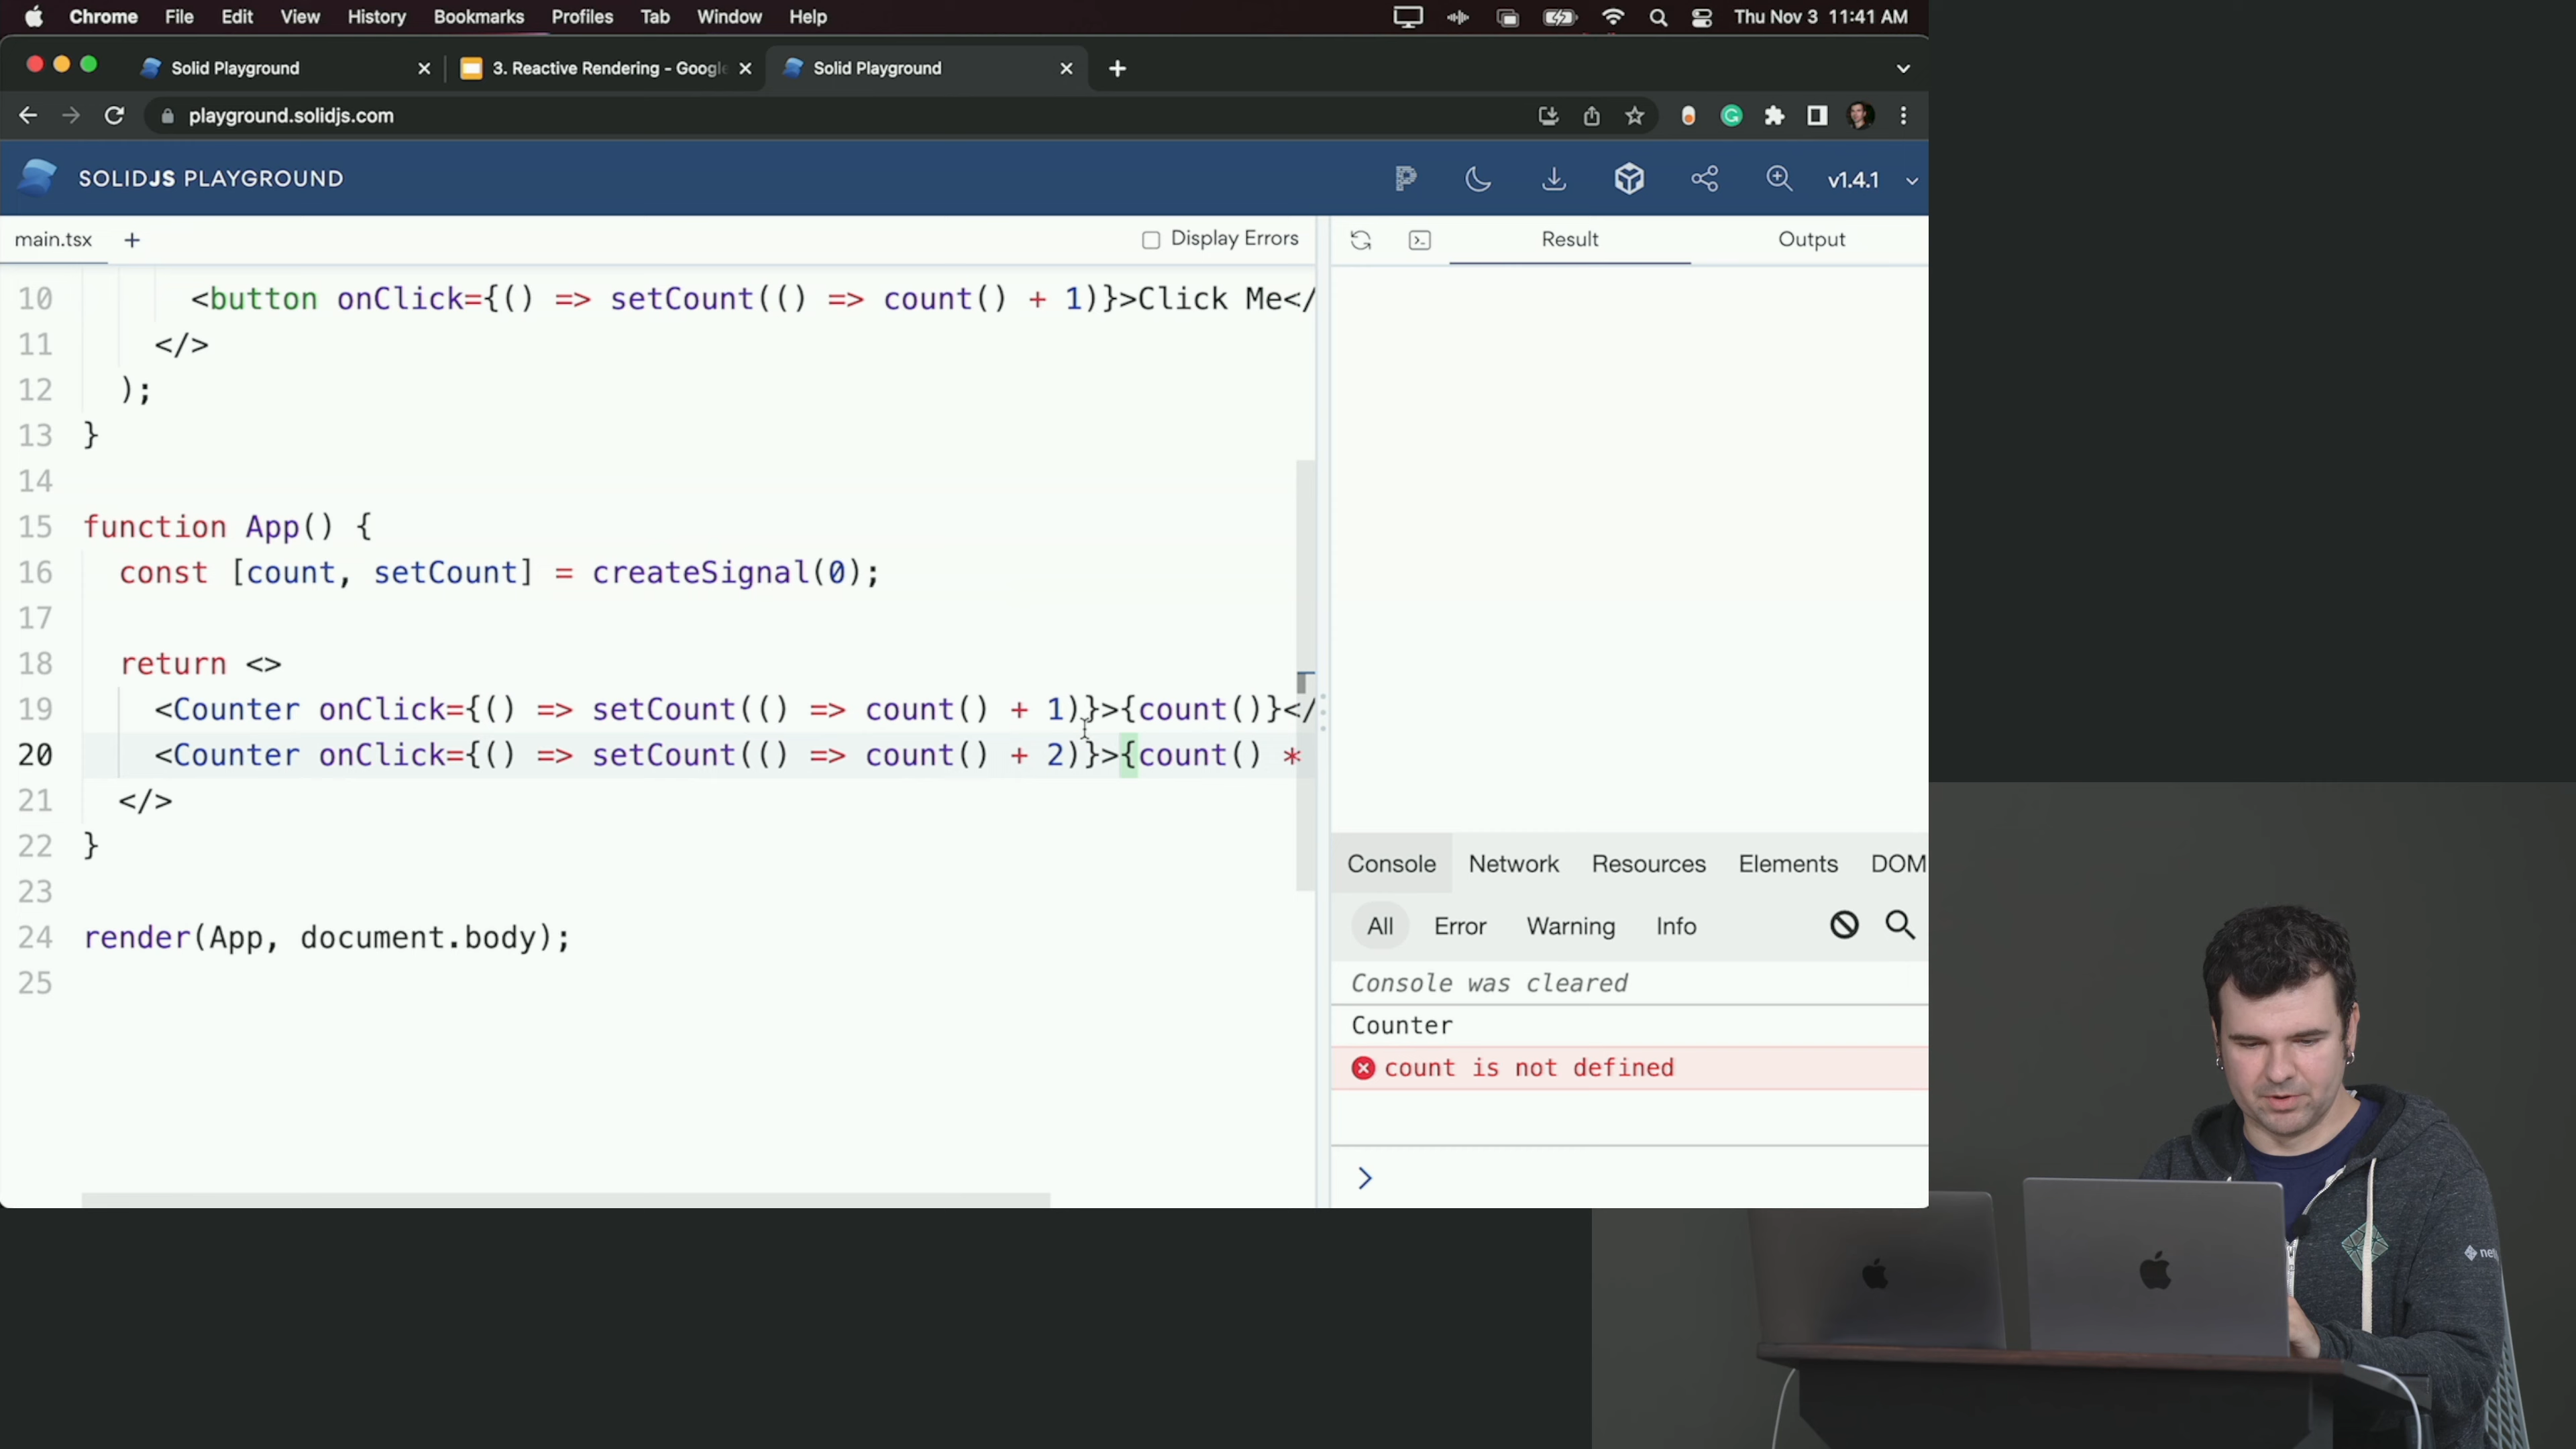 Chrome File Edit View History Bookmarks Profiles Tab Window Help Thu Nov 3 11:41 AM
Solid Playground 3. Reactive Rendering - Google Solid Playground
playground.solidjs.com
SOLIDJS PLAYGROUND v1.4.1
main.tsx + Display Errors Result Output
10 <button onClick={() => setCount(() => count() + 1)}>Click Me</
11 </>
12 );
13 }
14
15 function App() {
16 const [count, setCount] = createSignal(0);
17
18 return <>
19 <Counter onClick={() => setCount(() => count() + 1)}>{count()}</
20 <Counter onClick={() => setCount(() => count() + 2)}>{count() *
21 </>
22 }
23
24 render(App, document.body);
25
Console Network Resources Elements DOM
All Error Warning Info
Console was cleared
Counter
count is not defined
>